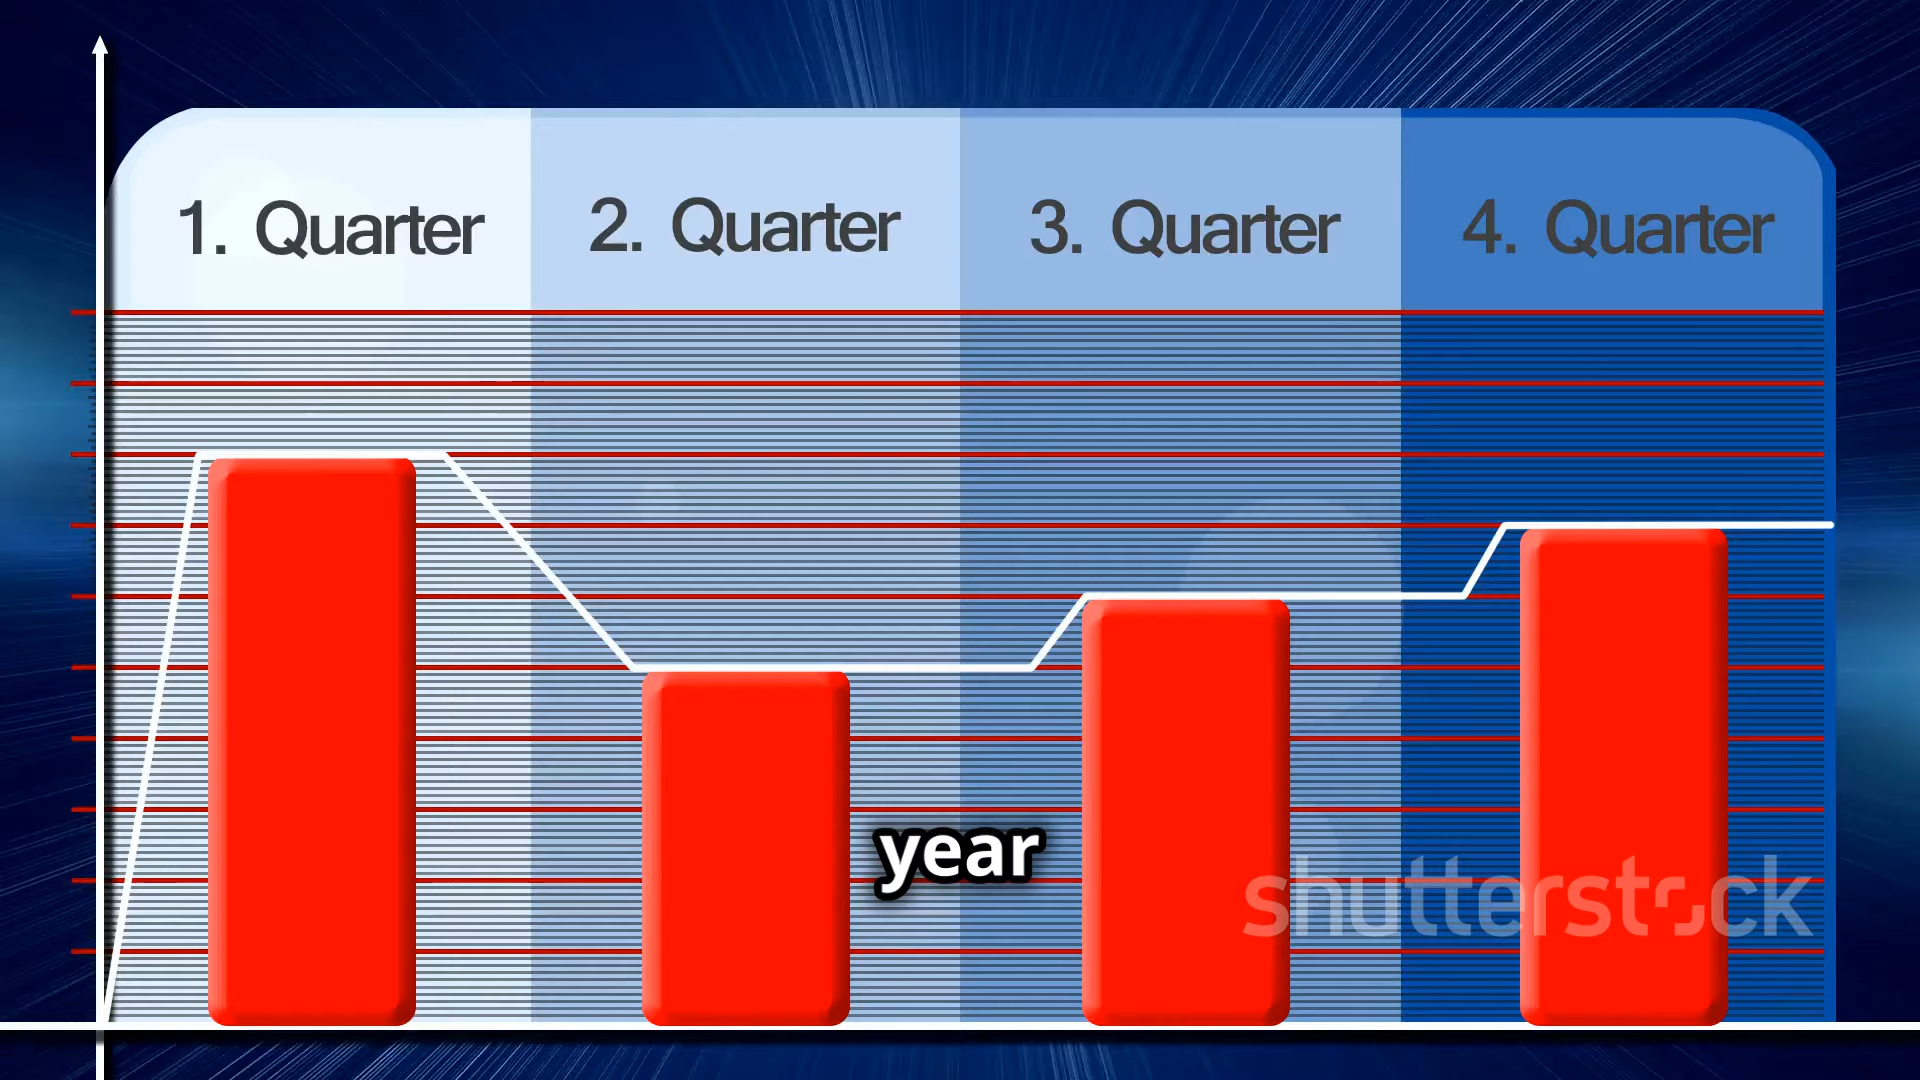 1. Quarter
2. Quarter
3. Quarter
4. Quarter
year
shutterstock